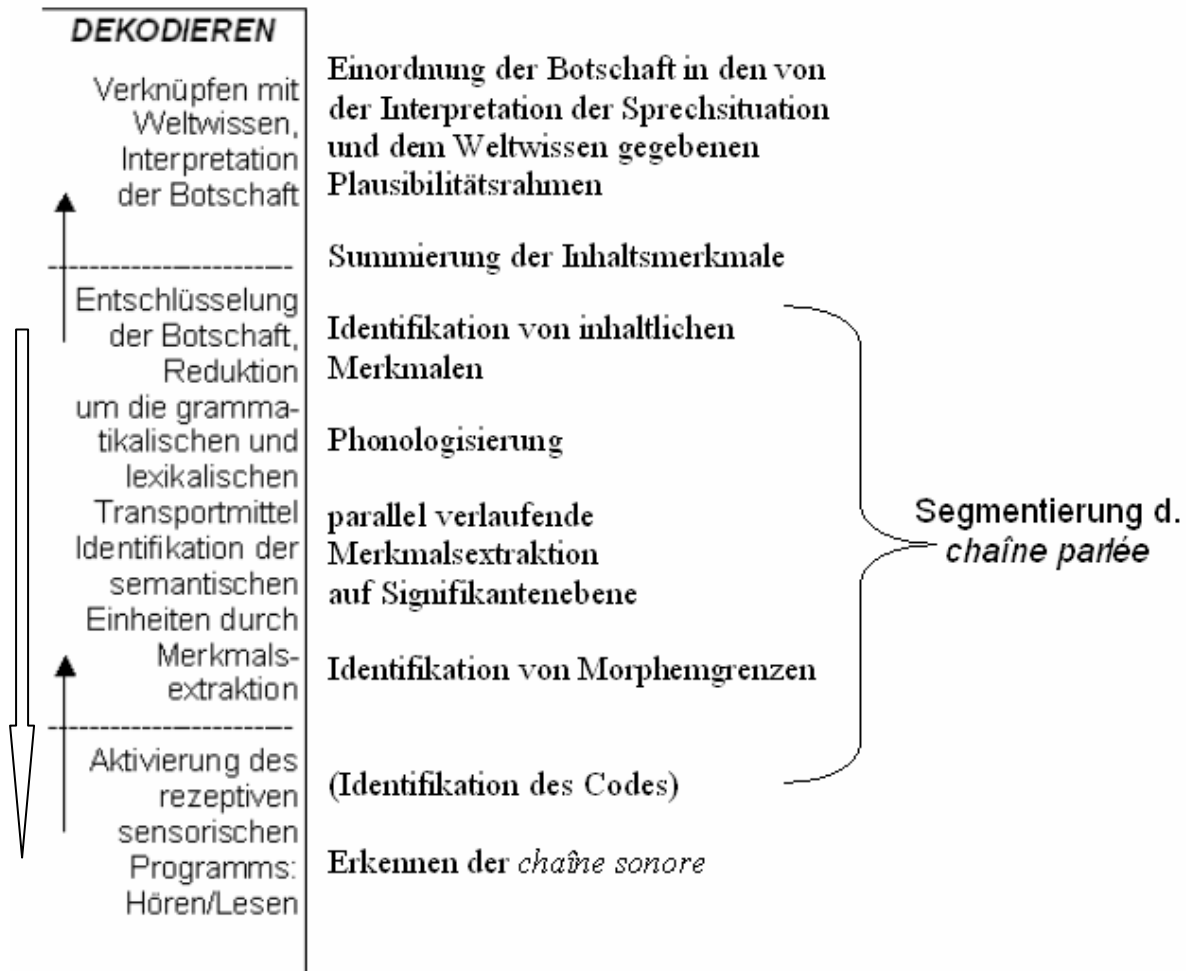 DEKODIEREN
Verknüpfen mit
Weltwissen,
Interpretation
der Botschaft
Entschlüsselung
der Botschaft,
Reduktion
um die gramma-
tikalischen und
lexikalischen
Transportmittel
Identifikation der
semantischen
Einheiten durch
Merkmals-
extraktion
Aktivierung des
rezeptiven
sensorischen
Programms:
Hören/Lesen
Einordnung der Botschaft in den von
der Interpretation der Sprechsituation
und dem Weltwissen gegebenen
Plausibilitätsrahmen
Summierung der Inhaltsmerkmale
Identifikation von inhaltlichen
Merkmalen
Phonologisierung
parallel verlaufende
Merkmalsextraktion
auf Signifikantenebene
Identifikation von Morphemgrenzen
(Identifikation des Codes)
Erkennen der chaîne sonore
Segmentierung d.
chaîne parlée